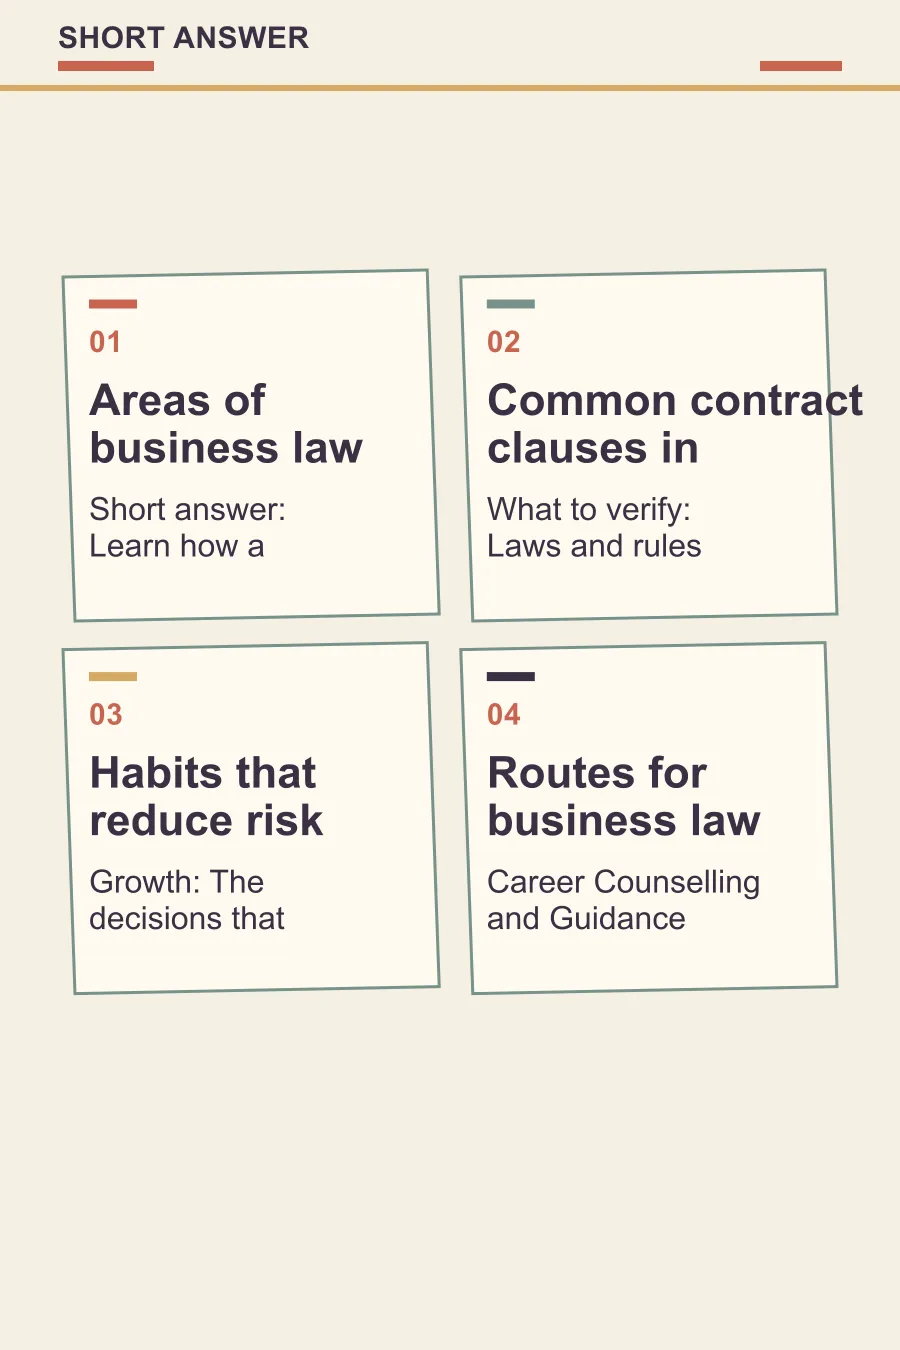 SHORT ANSWER
01
Areas of
business law
Short answer:
Learn how a
02
Common contract
clauses in
What to verify:
Laws and rules
03
Habits that
reduce risk
Growth: The
decisions that
04
Routes for
business law
Career Counselling
and Guidance